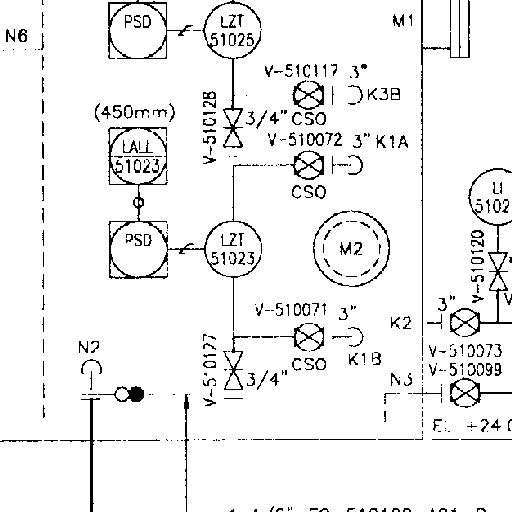 PSD
LZT
51025
N6
M1
V-510117 3"
K3B
CSO
V-510128
3/4"
(450mm)
LALL
51023
V-510072 3" K1A
CSO
LI
PSD
LZT
51023
M2
V-510120
V-510071 3"
K1B
CSO
V-510127
3/4"
3"
K2
V-510073
V-510099
N2
N3
EL +24.0